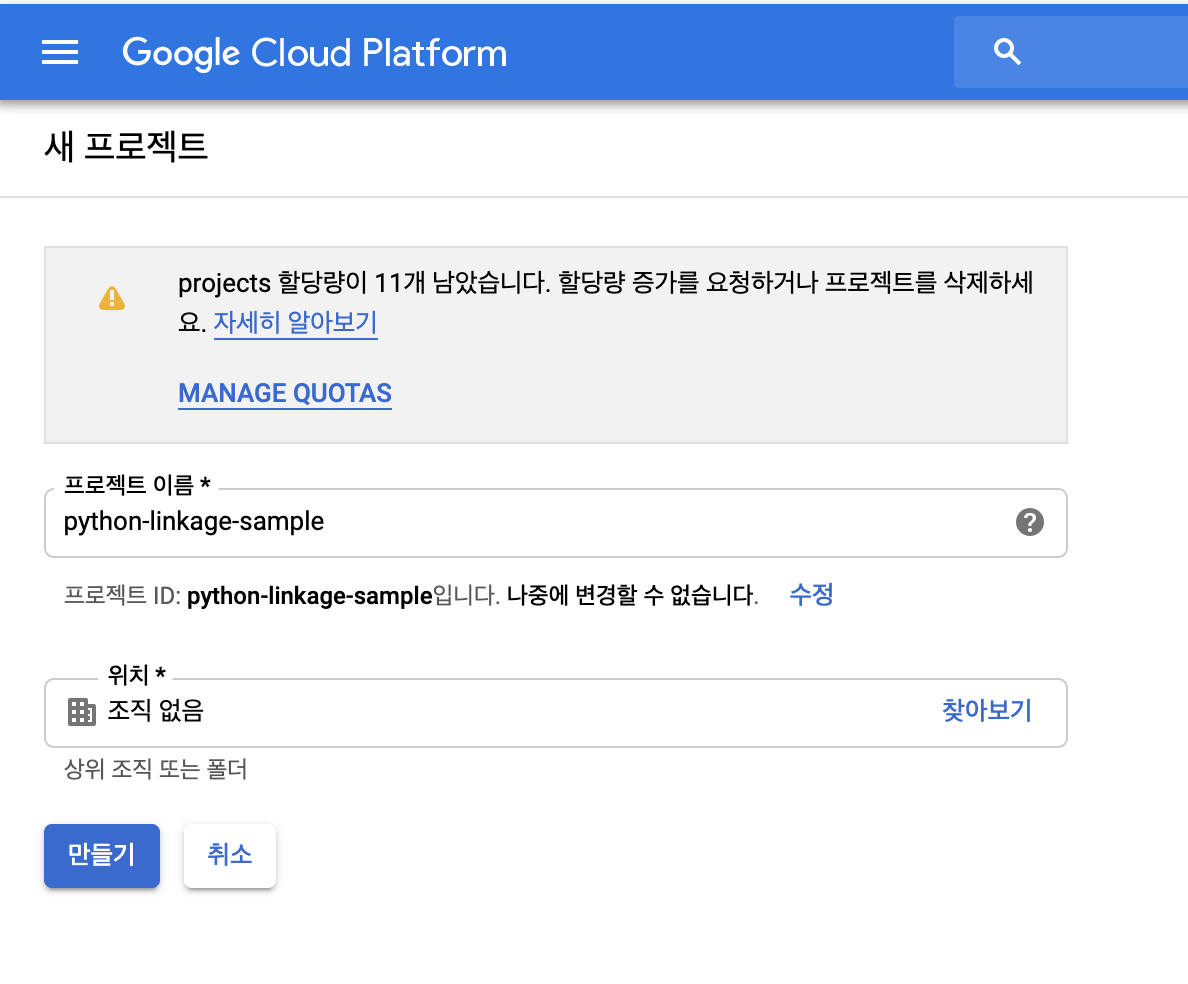 Google Cloud Platform
새 프로젝트
projects 할당량이 11개 남았습니다. 할당량 증가를 요청하거나 프로젝트를 삭제하세
요. 자세히 알아보기
MANAGE QUOTAS
프로젝트 이름 *
python-linkage-sample
프로젝트 ID: python-linkage-sample입니다. 나중에 변경할 수 없습니다. 수정
위치 *
조직 없음 찾아보기
상위 조직 또는 폴더
만들기 취소